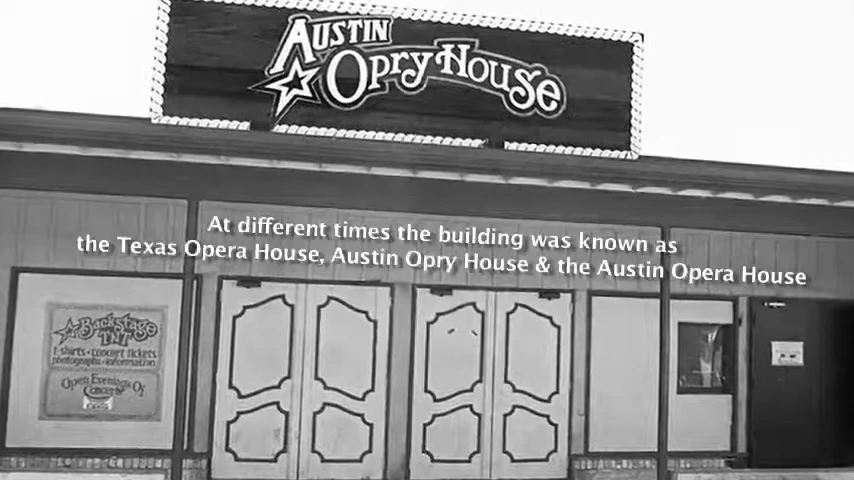 AUSTIN
Opry House
At different times the building was known as
the Texas Opera House, Austin Opry House & the Austin Opera House
Backstage
TNT
t-shirts • concert tickets
photographs • information
Open Evenings Of
Concerts